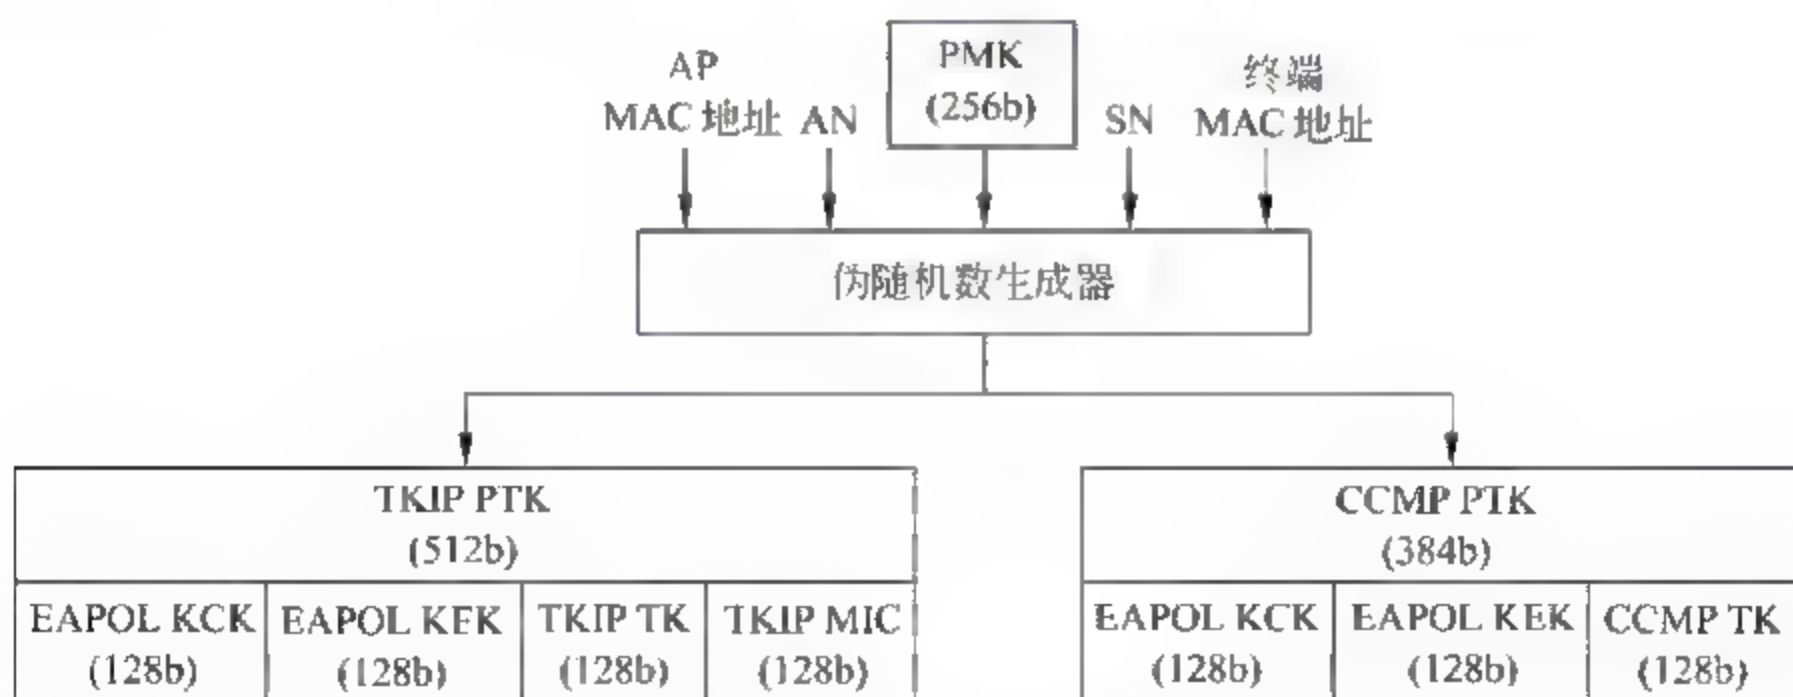 AP
MAC 地址
AN
PMK
(256b)
SN
终端
MAC 地址
伪随机数生成器
TKIP PTK
(512b)
CCMP PTK
(384b)
EAPOL KCK
(128b)
EAPOL KEK
(128b)
TKIP TK
(128b)
TKIP MIC
(128b)
EAPOL KCK
(128b)
EAPOL KEK
(128b)
CCMP TK
(128b)